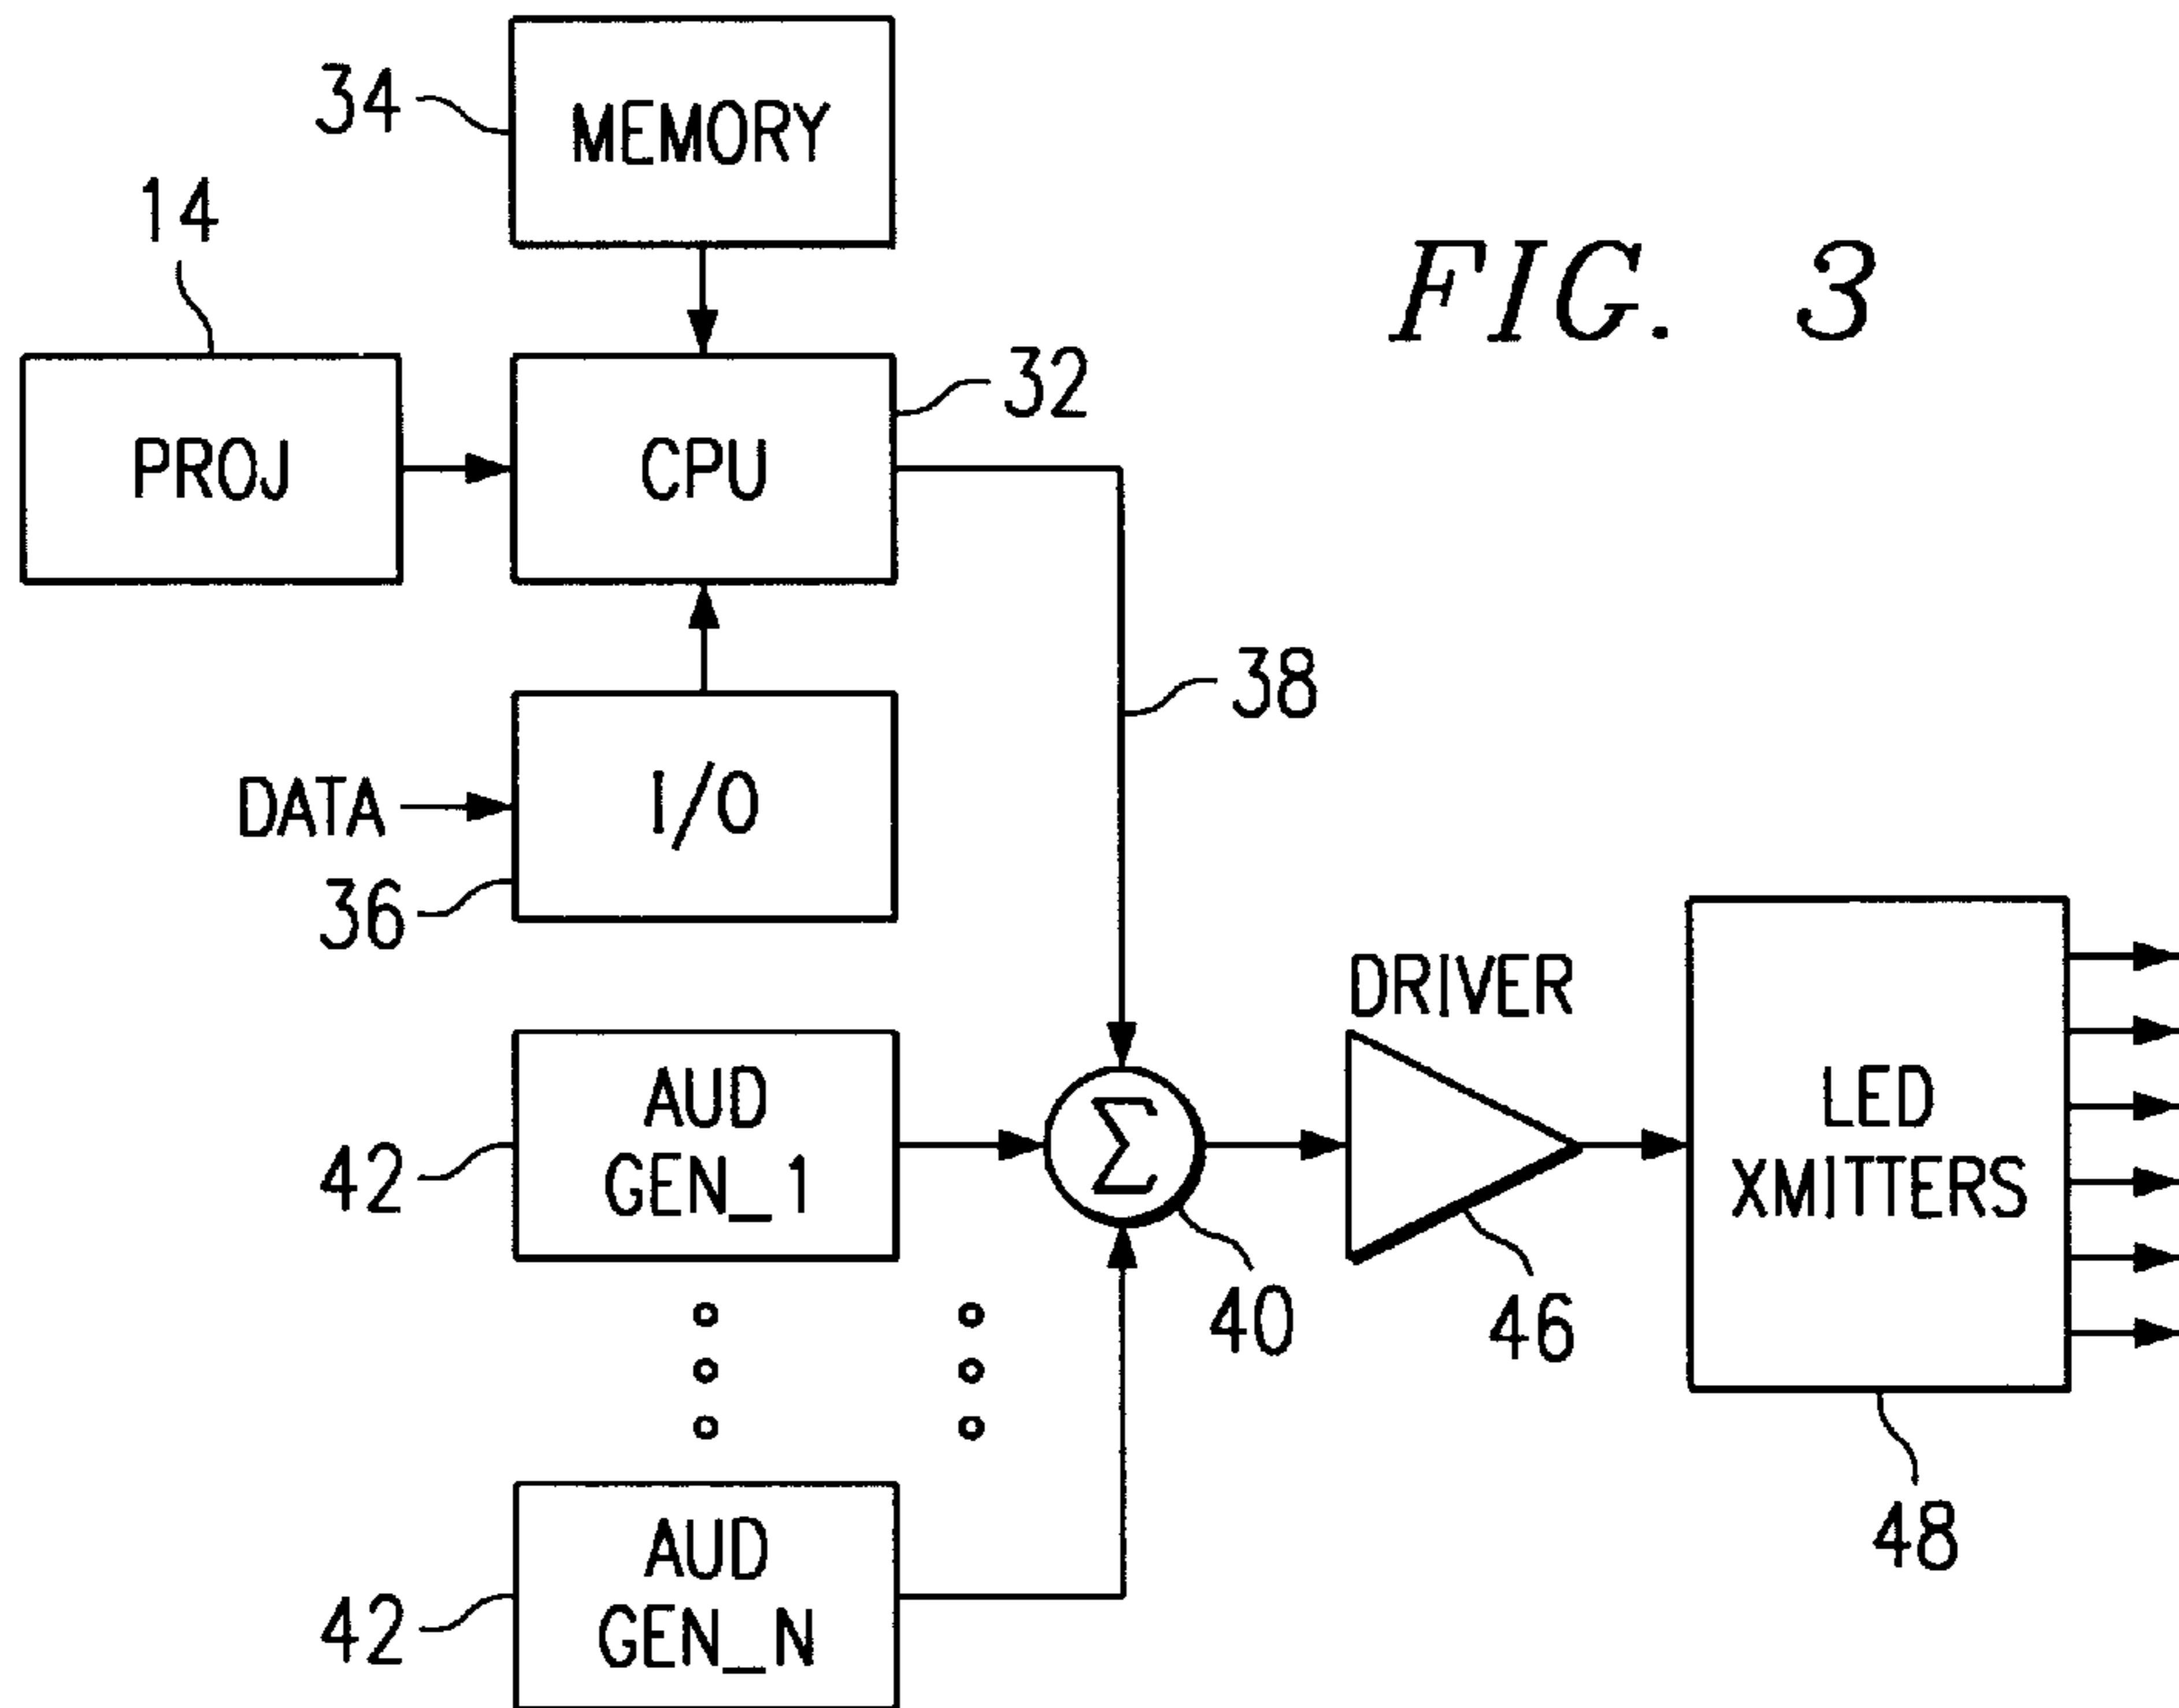 34
MEMORY
14
FIG. 3
32
PROJ
CPU
38
DATA
I/O
36
DRIVER
AUD
GEN_1
42
Σ
LED
XMITTERS
40
46
48
AUD
GEN_N
42